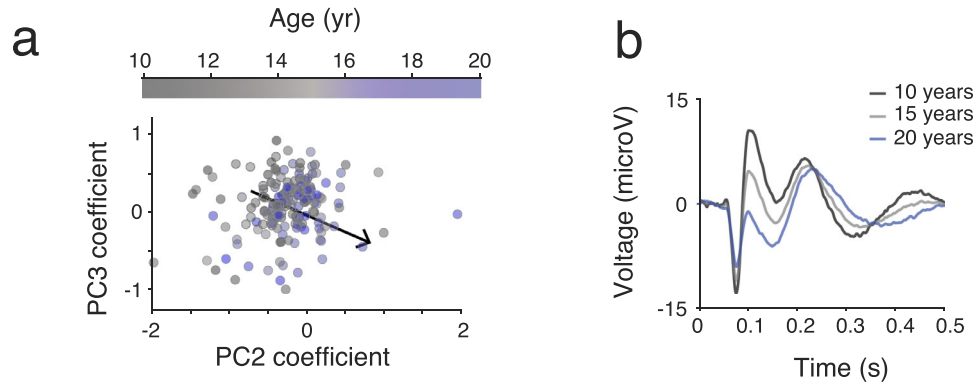 a
Age (yr)
10 12 14 16 18 20
PC3 coefficient
1
0
-1
-2 0 2
PC2 coefficient
b
Voltage (microV)
15
0
-15
10 years
15 years
20 years
0 0.1 0.2 0.3 0.4 0.5
Time (s)